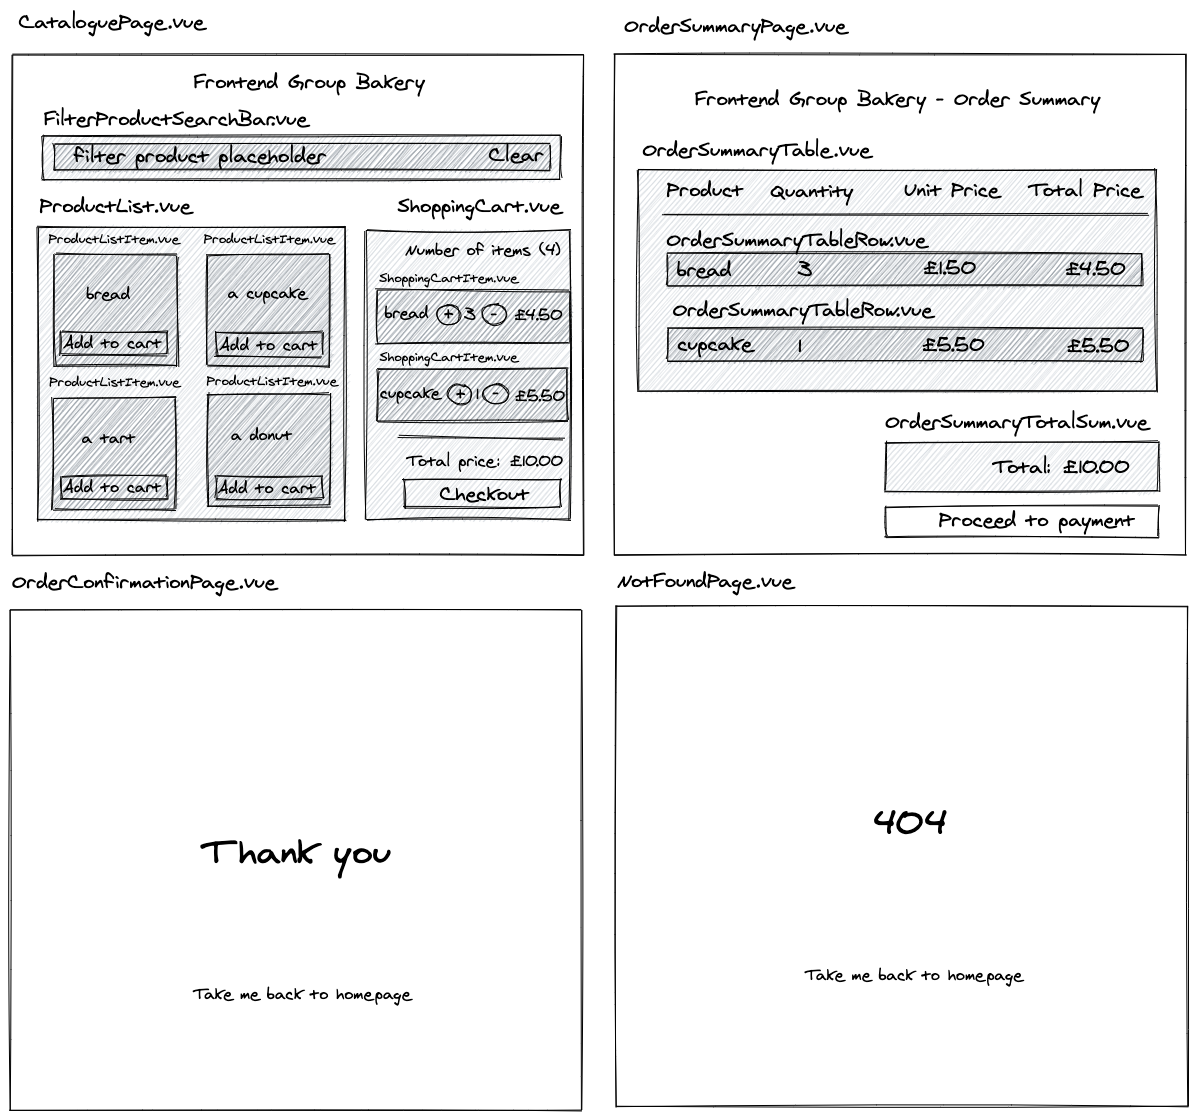 CataloguePage.vue
Frontend Group Bakery
FilterProductSearchBar.vue
filter product placeholder Clear
ProductList.vue
ProductListItem.vue
bread
Add to cart
ProductListItem.vue
a cupcake
Add to cart
ProductListItem.vue
a tart
Add to cart
ProductListItem.vue
a donut
Add to cart
ShoppingCart.vue
Number of items (4)
ShoppingCartItem.vue
bread + 3 - £4.50
ShoppingCartItem.vue
cupcake + 1 - £5.50
Total price: £10.00
Checkout
OrderSummaryPage.vue
Frontend Group Bakery - Order Summary
OrderSummaryTable.vue
Product Quantity Unit Price Total Price
OrderSummaryTableRow.vue
bread 3 £1.50 £4.50
OrderSummaryTableRow.vue
cupcake 1 £5.50 £5.50
OrderSummaryTotalSum.vue
Total: £10.00
Proceed to payment
OrderConfirmationPage.vue
Thank you
Take me back to homepage
NotFoundPage.vue
404
Take me back to homepage